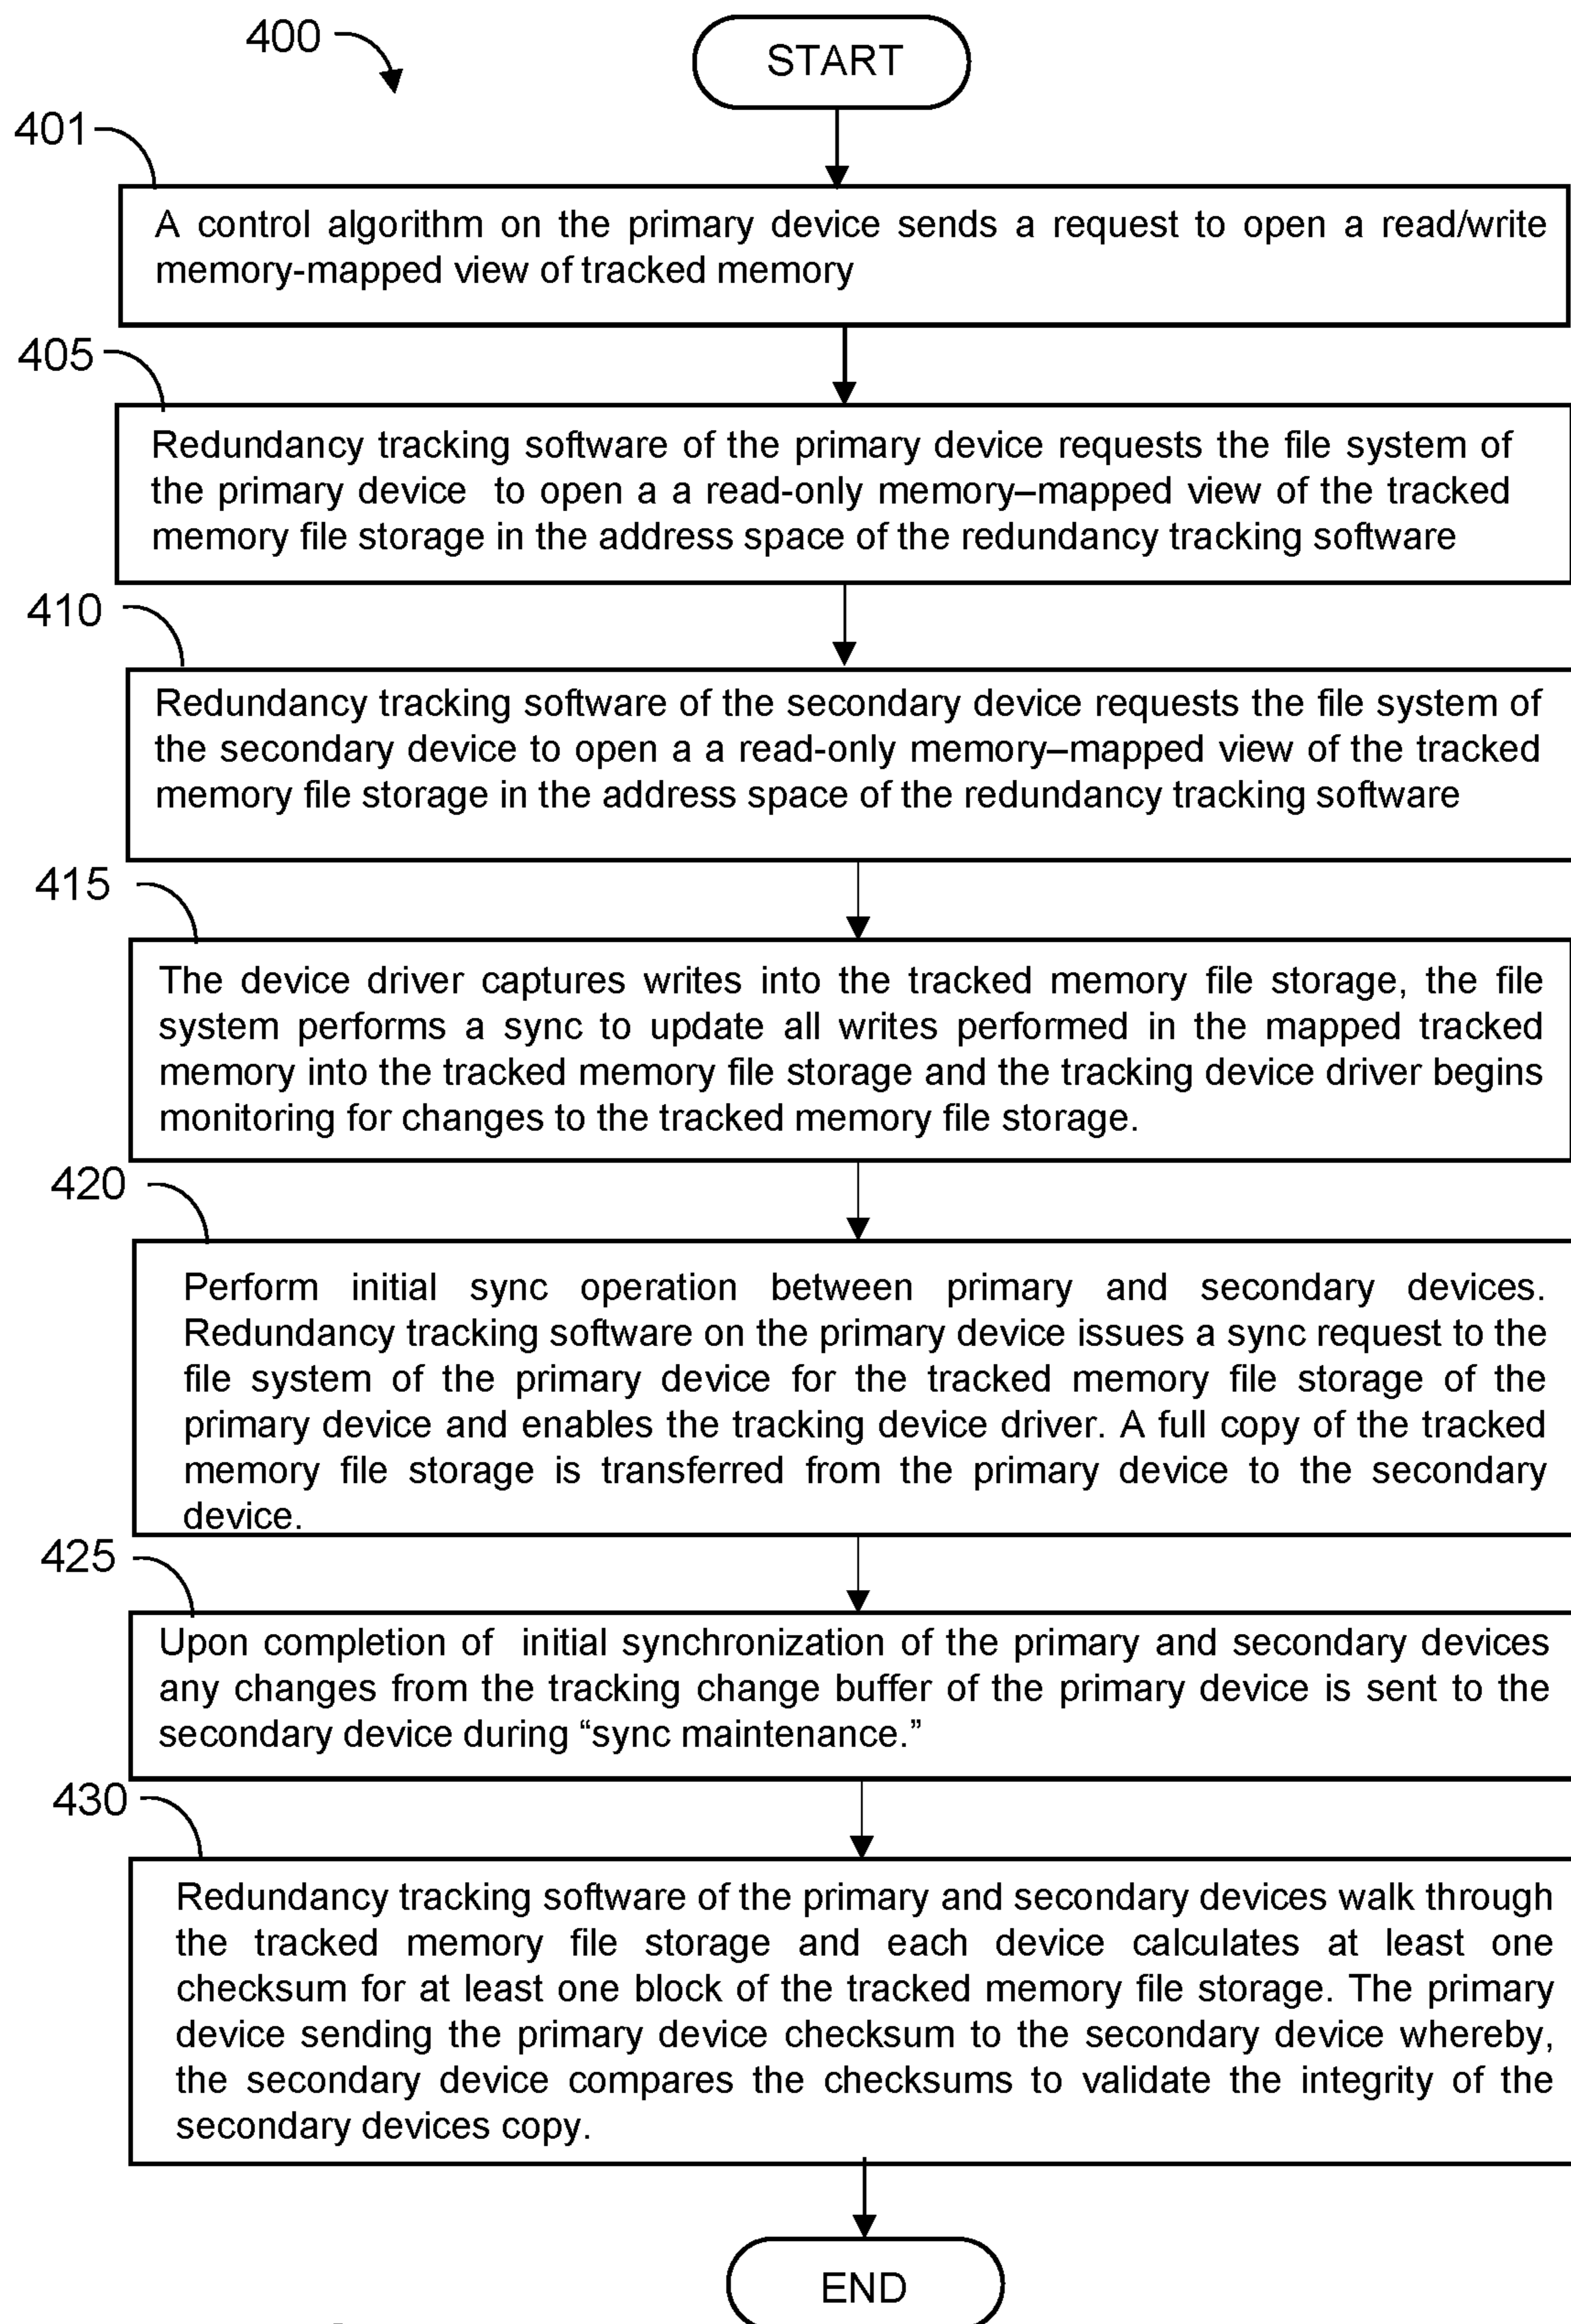 400
START
401
A control algorithm on the primary device sends a request to open a read/write
memory-mapped view of tracked memory
405
Redundancy tracking software of the primary device requests the file system of
the primary device to open a a read-only memory–mapped view of the tracked
memory file storage in the address space of the redundancy tracking software
410
Redundancy tracking software of the secondary device requests the file system of
the secondary device to open a a read-only memory–mapped view of the tracked
memory file storage in the address space of the redundancy tracking software
415
The device driver captures writes into the tracked memory file storage, the file
system performs a sync to update all writes performed in the mapped tracked
memory into the tracked memory file storage and the tracking device driver begins
monitoring for changes to the tracked memory file storage.
420
Perform initial sync operation between primary and secondary devices.
Redundancy tracking software on the primary device issues a sync request to the
file system of the primary device for the tracked memory file storage of the
primary device and enables the tracking device driver. A full copy of the tracked
memory file storage is transferred from the primary device to the secondary
device.
425
Upon completion of initial synchronization of the primary and secondary devices
any changes from the tracking change buffer of the primary device is sent to the
secondary device during “sync maintenance.”
430
Redundancy tracking software of the primary and secondary devices walk through
the tracked memory file storage and each device calculates at least one
checksum for at least one block of the tracked memory file storage. The primary
device sending the primary device checksum to the secondary device whereby,
the secondary device compares the checksums to validate the integrity of the
secondary devices copy.
END